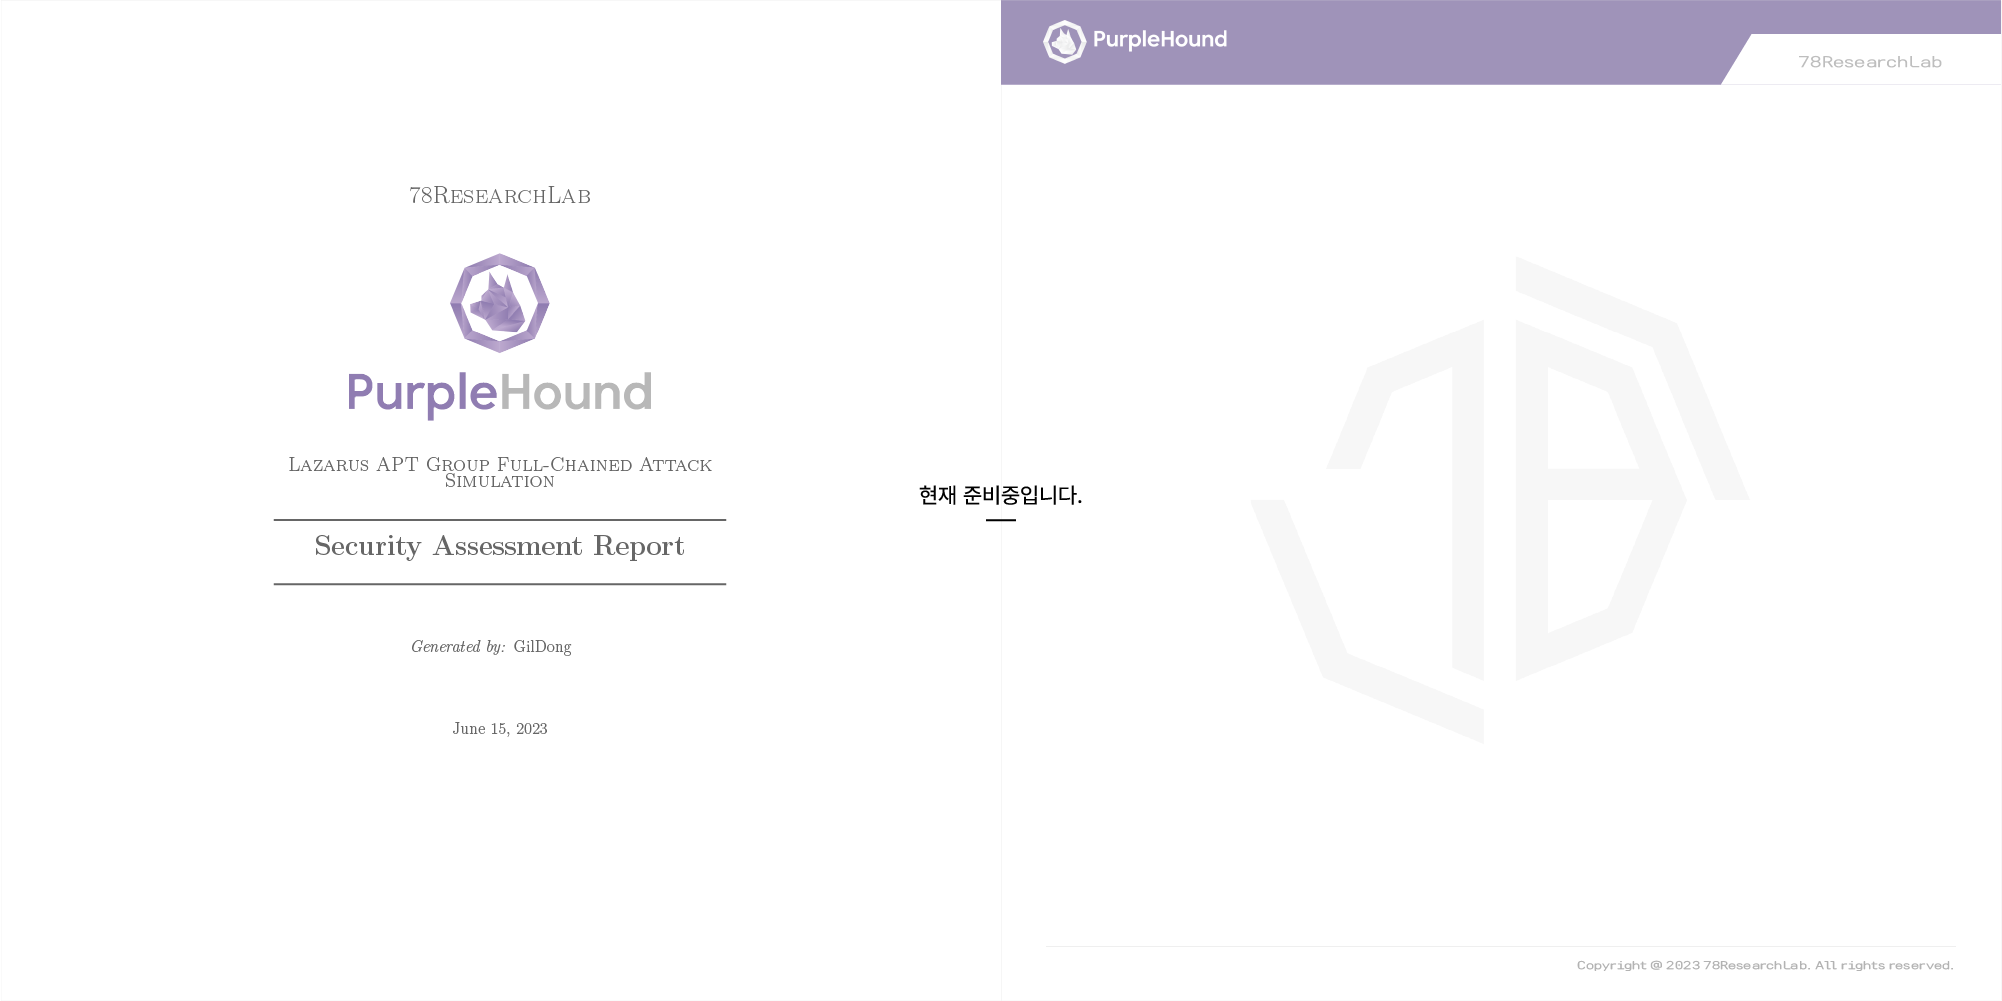 78ResearchLab
PurpleHound
Lazarus APT Group Full-Chained Attack
Simulation
Security Assessment Report
Generated by: GilDong
June 15, 2023
현재 준비중입니다.
PurpleHound
78ResearchLab
Copyright @ 2023 78ResearchLab. All rights reserved.